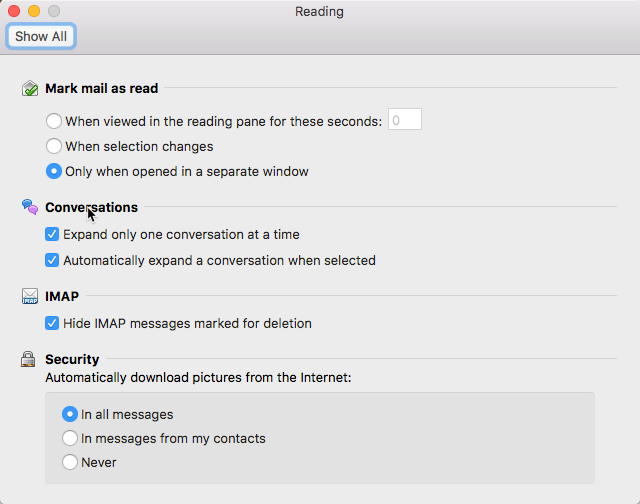 Reading
Show All
Mark mail as read
When viewed in the reading pane for these seconds: 0
When selection changes
Only when opened in a separate window
Conversations
Expand only one conversation at a time
Automatically expand a conversation when selected
IMAP
IMAP
Hide IMAP messages marked for deletion
Security
Automatically download pictures from the Internet:
In all messages
In messages from my contacts
Never